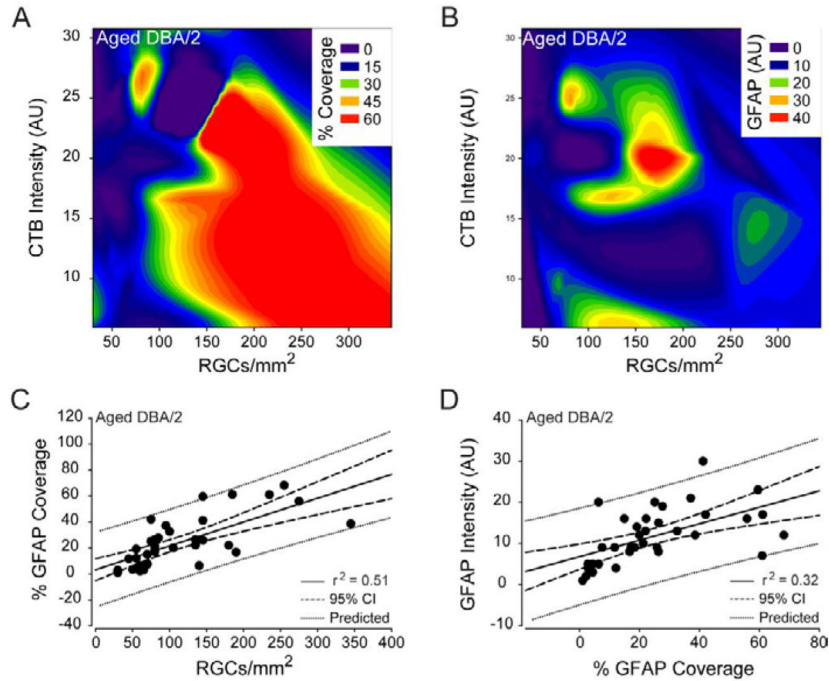 A
Aged DBA/2
CTB Intensity (AU)
30
25
20
15
10
% Coverage
0
15
30
45
60
50 100 150 200 250 300
RGCs/mm²
B
Aged DBA/2
CTB Intensity (AU)
30
25
20
15
10
GFAP (AU)
0
10
20
30
40
50 100 150 200 250 300
RGCs/mm²
C
Aged DBA/2
% GFAP Coverage
120
100
80
60
40
20
0
-20
-40
r² = 0.51
95% CI
Predicted
0 50 100 150 200 250 300 350 400
RGCs/mm²
D
Aged DBA/2
GFAP Intensity (AU)
40
30
20
10
0
-10
r² = 0.32
95% CI
Predicted
0 20 40 60 80
% GFAP Coverage